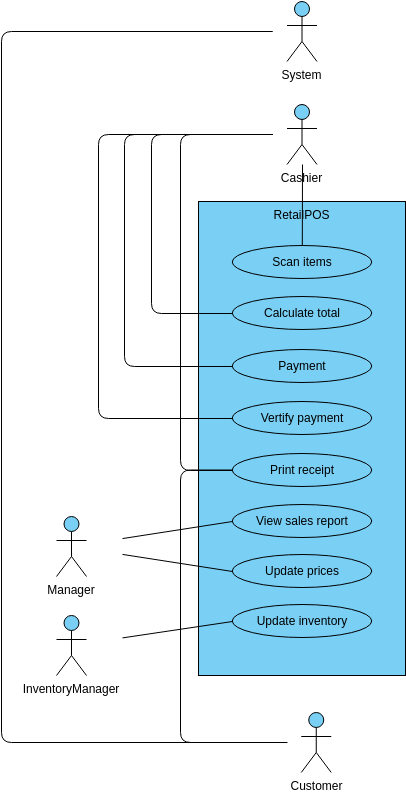 System
Cashier
RetailPOS
Scan items
Calculate total
Payment
Vertify payment
Print receipt
View sales report
Manager
Update prices
Update inventory
InventoryManager
Customer